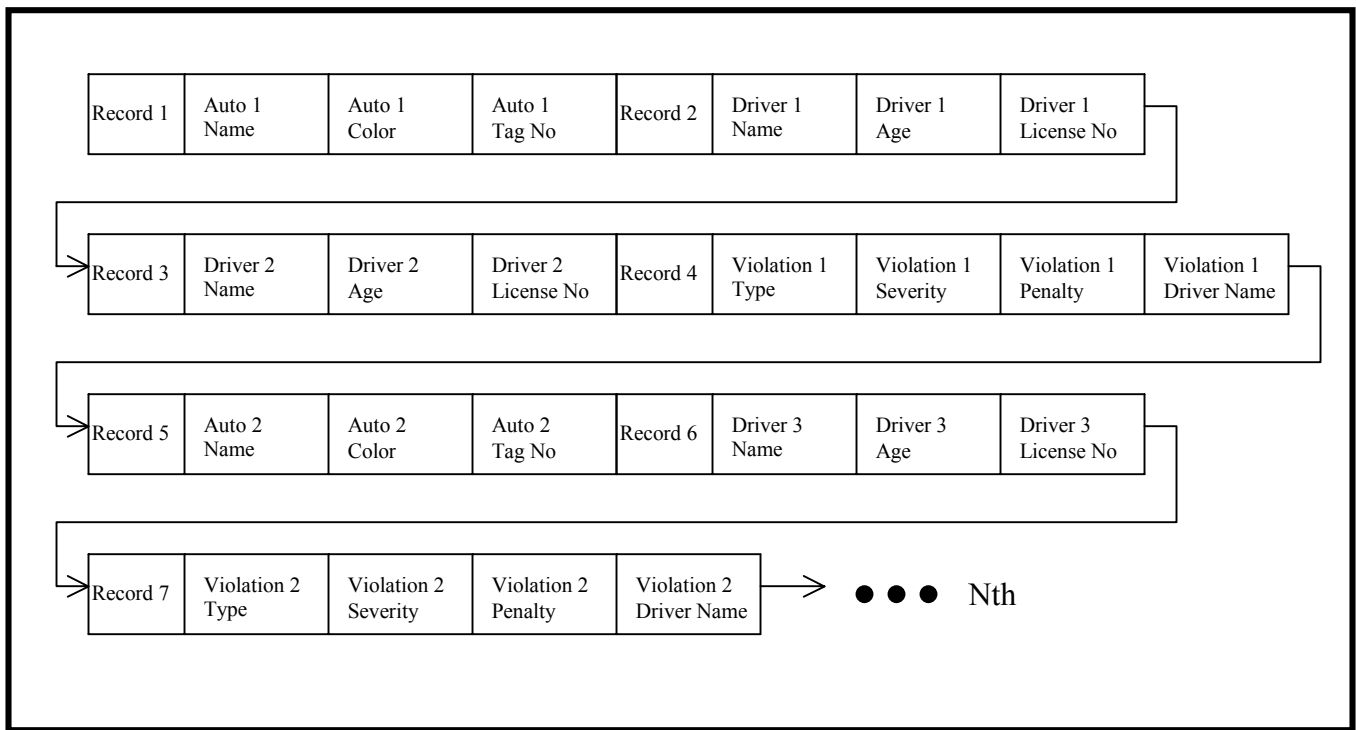 Record 1
Auto 1
Name
Auto 1
Color
Auto 1
Tag No
Record 2
Driver 1
Name
Driver 1
Age
Driver 1
License No
Record 3
Driver 2
Name
Driver 2
Age
Driver 2
License No
Record 4
Violation 1
Type
Violation 1
Severity
Violation 1
Penalty
Violation 1
Driver Name
Record 5
Auto 2
Name
Auto 2
Color
Auto 2
Tag No
Record 6
Driver 3
Name
Driver 3
Age
Driver 3
License No
Record 7
Violation 2
Type
Violation 2
Severity
Violation 2
Penalty
Violation 2
Driver Name
Nth